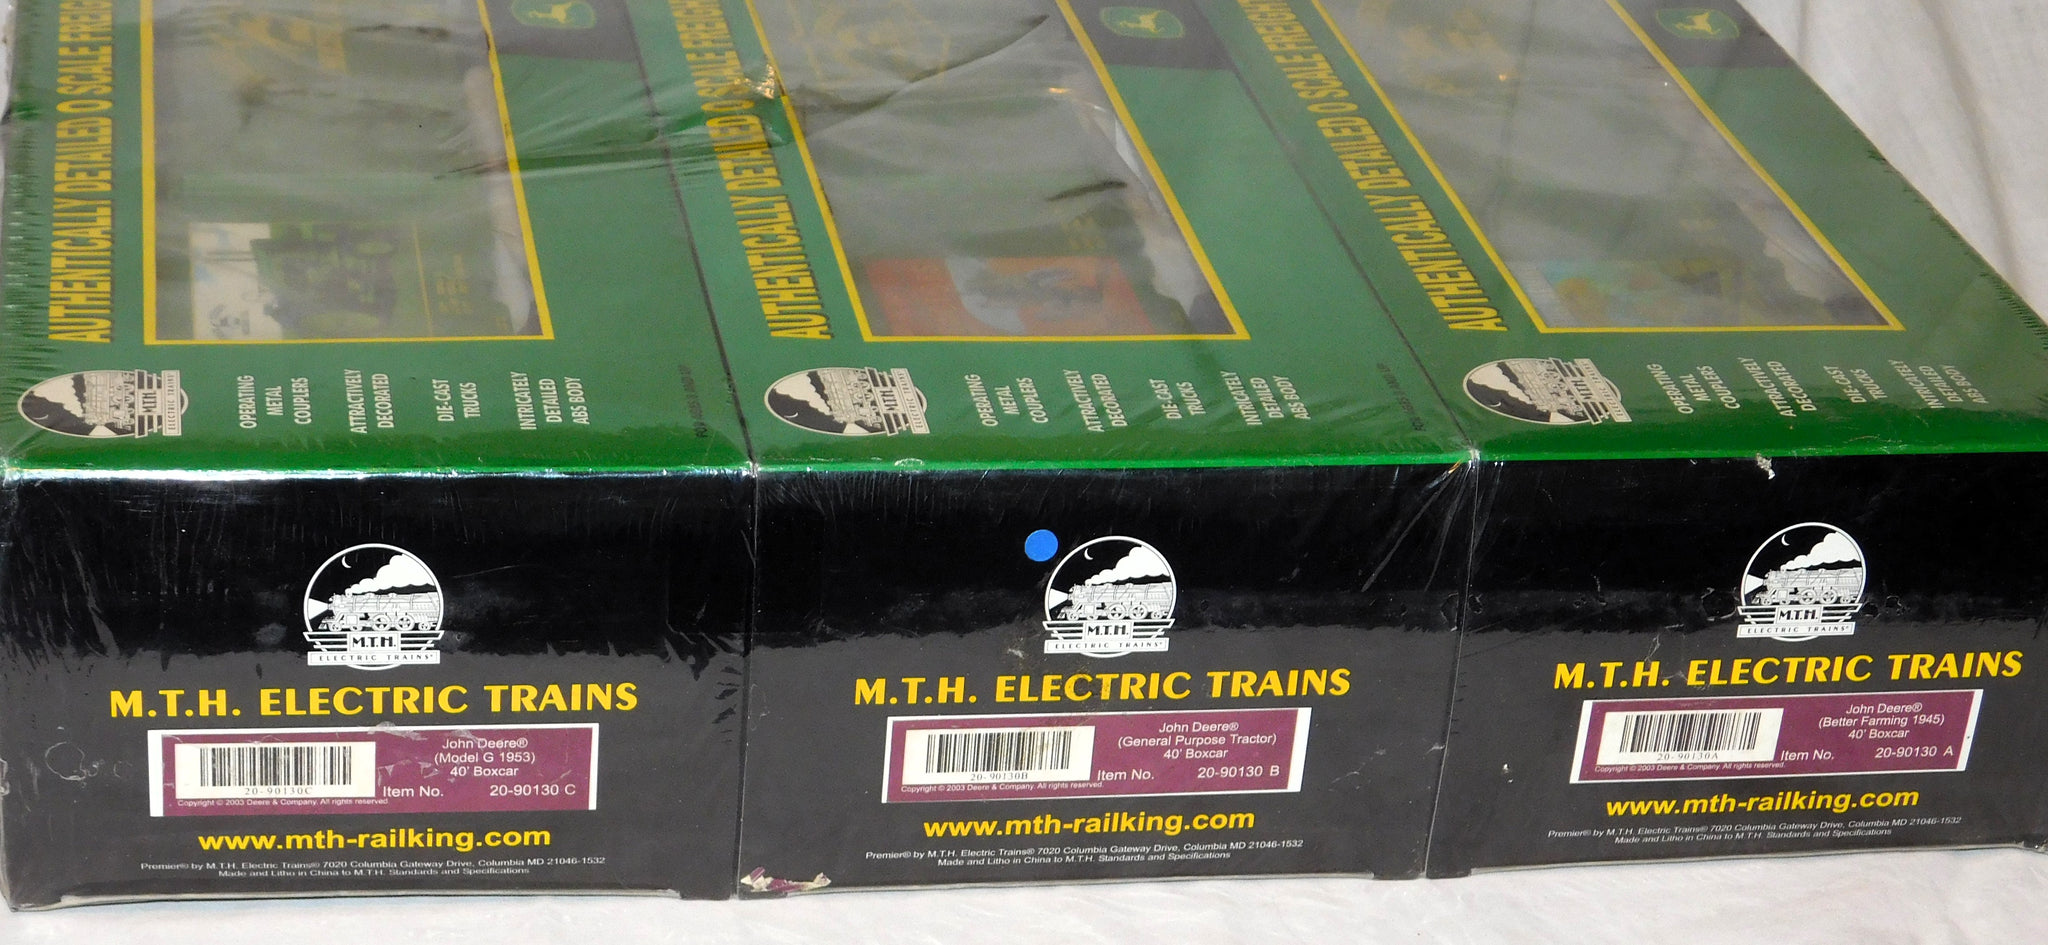 AUTHENTICALLY DETAILED O SCALE FREIG
M.T.H.
ELECTRIC TRAINS
OPERATING
METAL
COUPLERS
ATTRACTIVELY
DECORATED
DIE-CAST
TRUCKS
INTRICATELY
DETAILED
ABS BODY
AUTHENTICALLY DETAILED O SCALE FREIGH
M.T.H.
ELECTRIC TRAINS
OPERATING
METAL
COUPLERS
ATTRACTIVELY
DECORATED
DIE-CAST
TRUCKS
INTRICATELY
DETAILED
ABS BODY
AUTHENTICALLY DETAILED O SCALE FREIGHT
OPERATING
METAL
COUPLERS
ATTRACTIVELY
DECORATED
DIE-CAST
TRUCKS
INTRICATELY
DETAILED
ABS BODY
M.T.H.
ELECTRIC TRAINS®
M.T.H. ELECTRIC TRAINS
John Deere®
(Model G 1953)
40' Boxcar
20-90130C
Item No. 20-90130 C
Copyright © 2003 Deere & Company. All rights reserved.
www.mth-railking.com
Premier® by M.T.H. Electric Trains® 7020 Columbia Gateway Drive, Columbia MD 21046-1532
Made and Litho in China to M.T.H. Standards and Specifications
M.T.H.
ELECTRIC TRAINS®
M.T.H. ELECTRIC TRAINS
John Deere®
(General Purpose Tractor)
40' Boxcar
20-90130B
Item No. 20-90130 B
Copyright © 2003 Deere & Company. All rights reserved.
www.mth-railking.com
Premier® by M.T.H. Electric Trains® 7020 Columbia Gateway Drive, Columbia MD 21046-1532
Made and Litho in China to M.T.H. Standards and Specifications
M.T.H.
ELECTRIC TRAINS®
M.T.H. ELECTRIC TRAINS
John Deere®
(Better Farming 1945)
40' Boxcar
20-90130A
Item No. 20-90130 A
Copyright © 2003 Deere & Company. All rights reserved.
www.mth-railking.com
Premier® by M.T.H. Electric Trains® 7020 Columbia Gateway Drive, Columbia MD 21046-1532
Made and Litho in China to M.T.H. Standards and Specifications